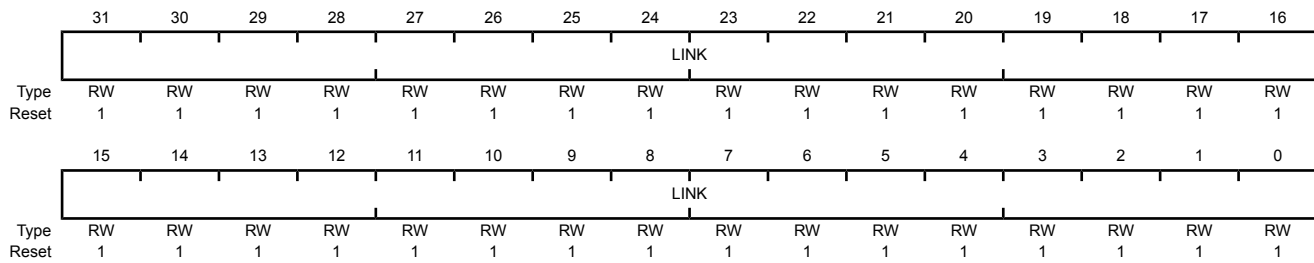 31 30 29 28 27 26 25 24 23 22 21 20 19 18 17 16
LINK
Type RW RW RW RW RW RW RW RW RW RW RW RW RW RW RW RW
Reset 1 1 1 1 1 1 1 1 1 1 1 1 1 1 1 1
15 14 13 12 11 10 9 8 7 6 5 4 3 2 1 0
LINK
Type RW RW RW RW RW RW RW RW RW RW RW RW RW RW RW RW
Reset 1 1 1 1 1 1 1 1 1 1 1 1 1 1 1 1